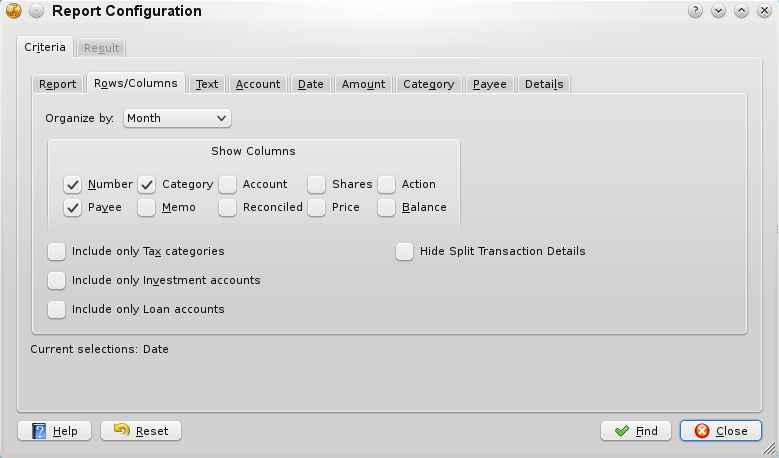 Report Configuration
Criteria Result
Report Rows/Columns Text Account Date Amount Category Payee Details
Organize by: Month
Show Columns
Number Category Account Shares Action
Payee Memo Reconciled Price Balance
Include only Tax categories Hide Split Transaction Details
Include only Investment accounts
Include only Loan accounts
Current selections: Date
Help Reset Find Close